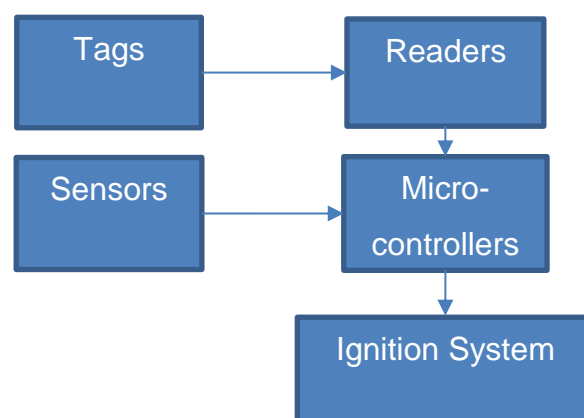 Tags
Readers
Sensors
Micro-
controllers
Ignition System